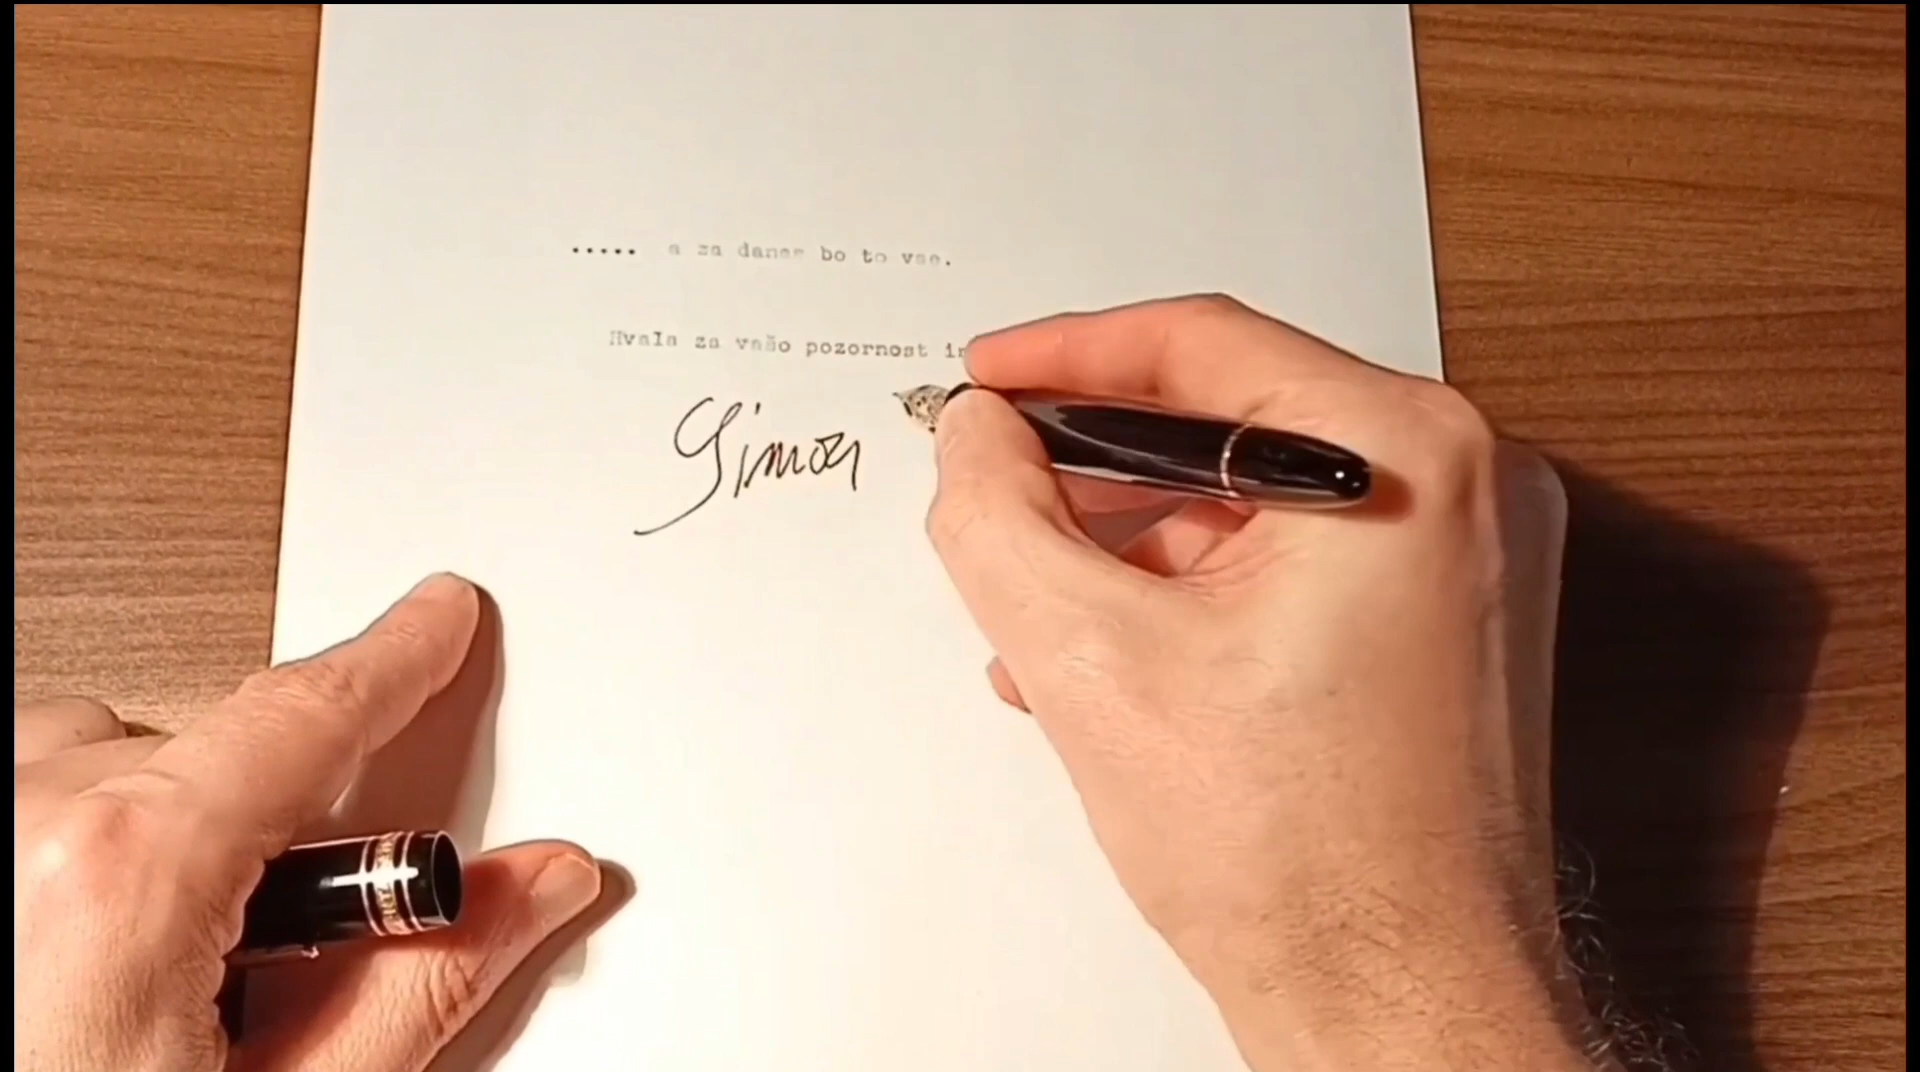 ..... a za danes bo to vse.
Hvala za vašo pozornost in
Simon